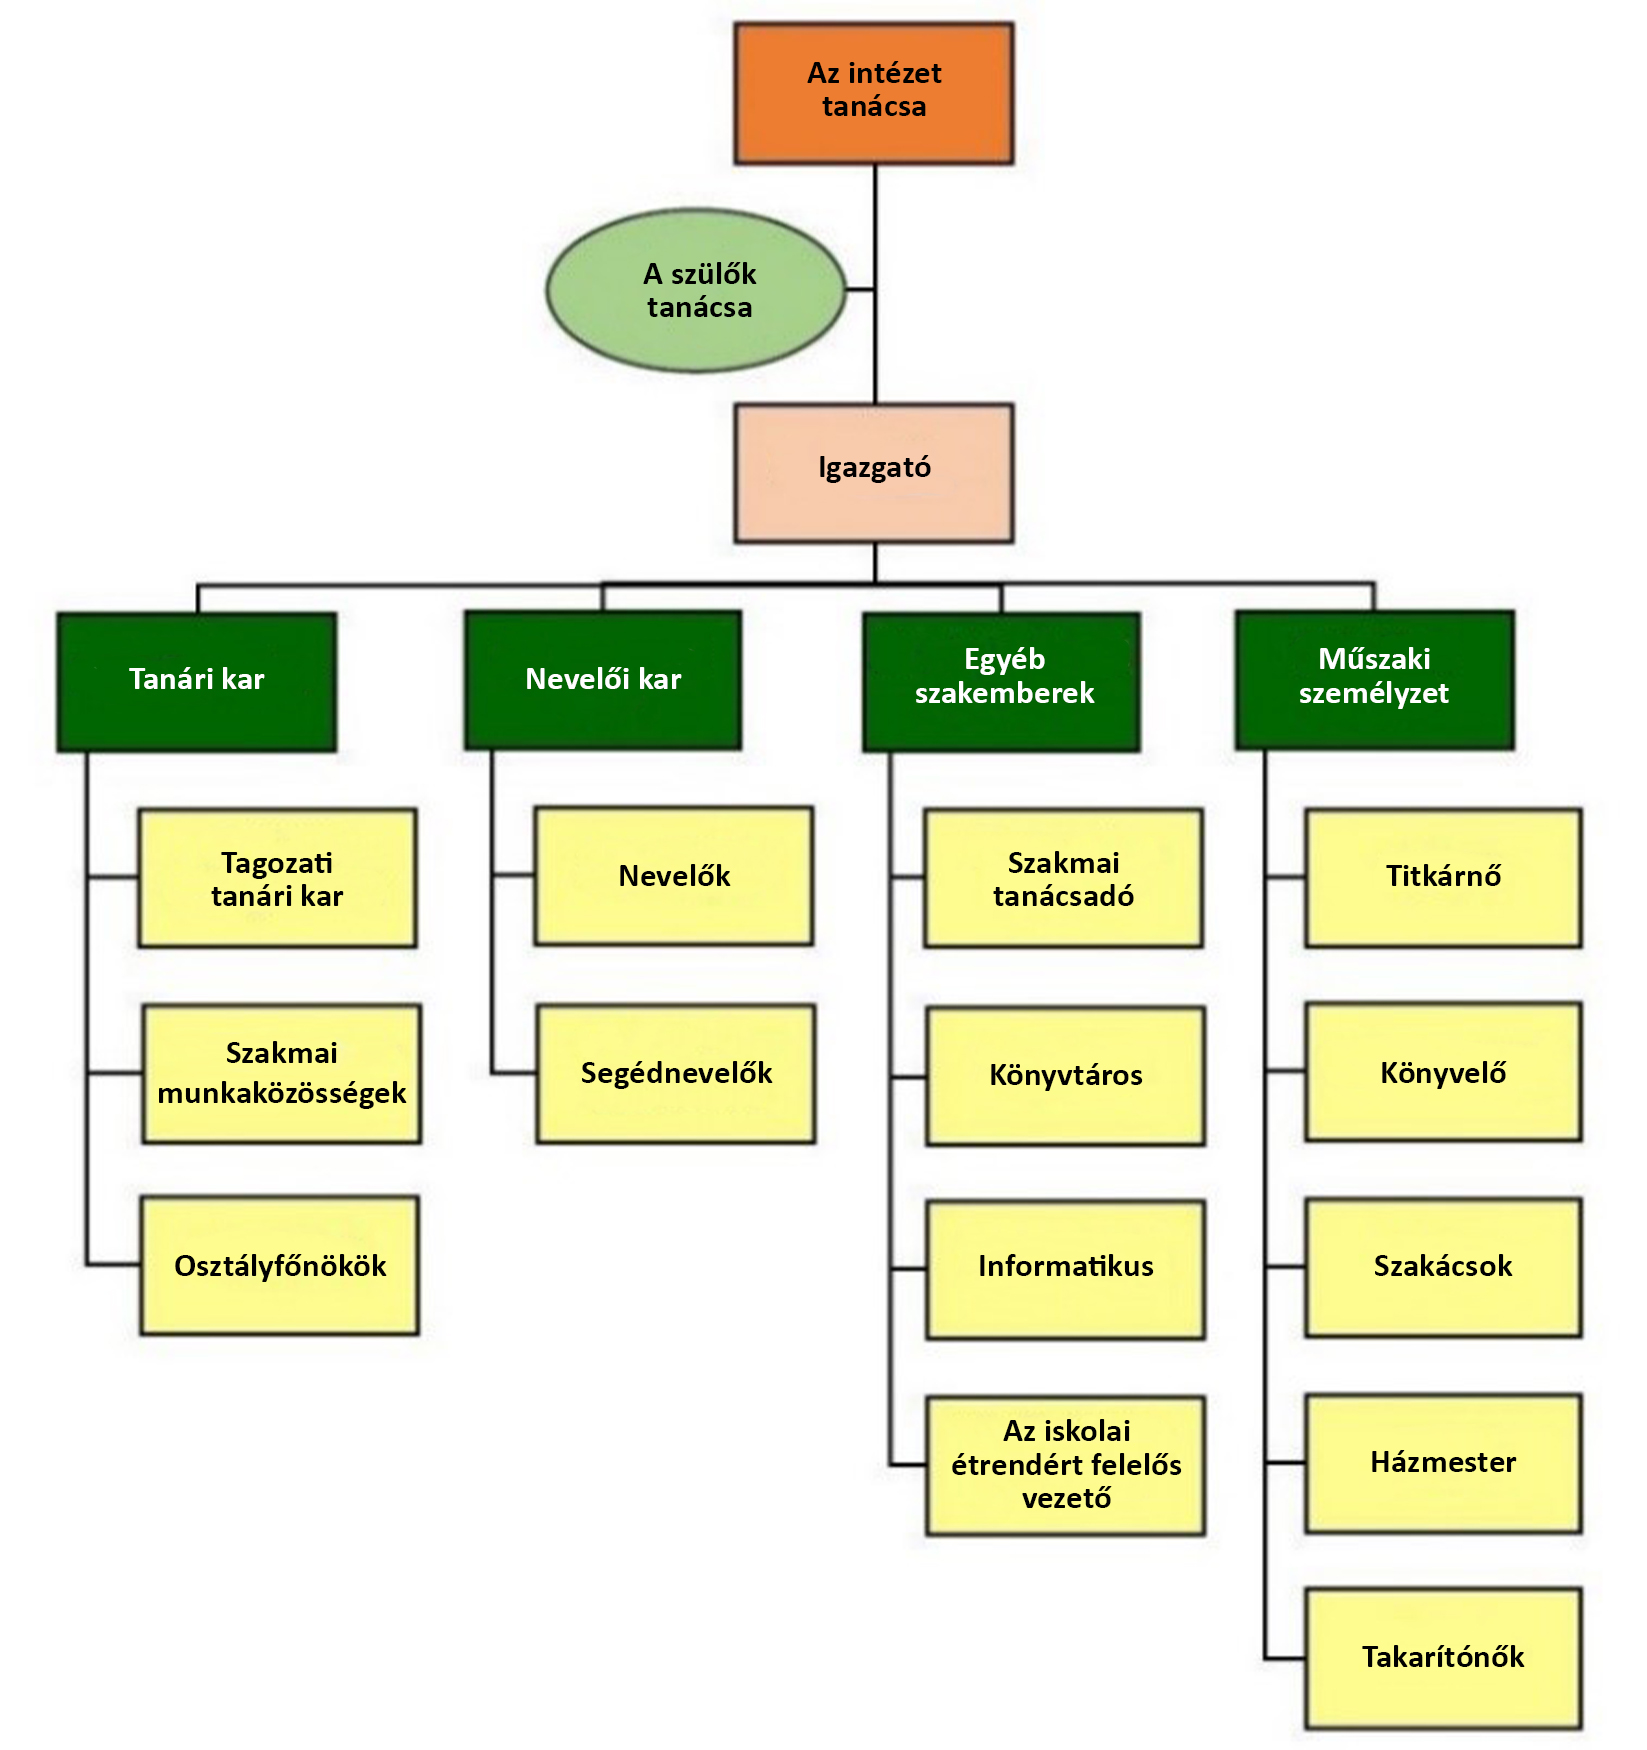 Az intézet
tanácsa
A szülők
tanácsa
Igazgató
Tanári kar
Nevelői kar
Egyéb
szakemberek
Műszaki
személyzet
Tagozati
tanári kar
Szakmai
munkaközösségek
Osztályfőnökök
Nevelők
Segédnevelők
Szakmai
tanácsadó
Könyvtáros
Informatikus
Az iskolai
étrendért felelős
vezető
Titkárnő
Könyvelő
Szakácsok
Házmester
Takarítónők